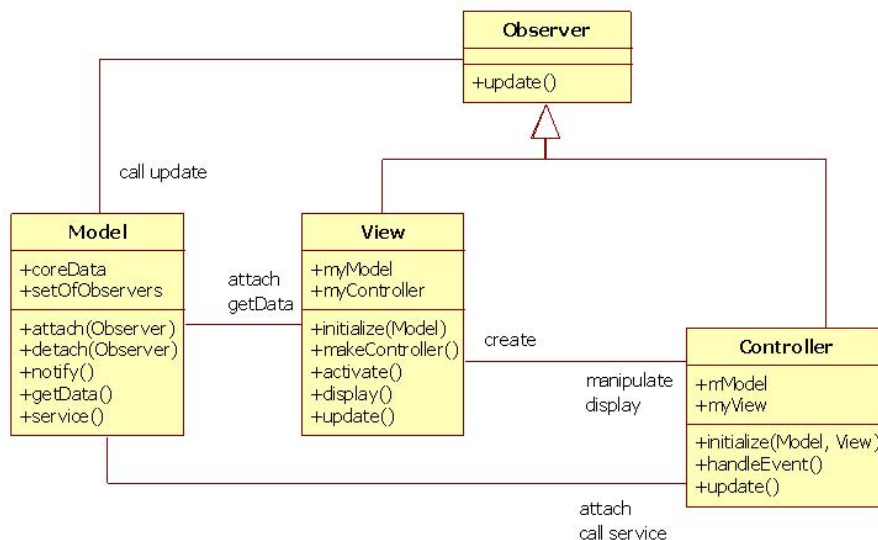 Observer
+update()
call update
Model
+coreData
+setOfObservers
+attach(Observer)
+detach(Observer)
+notify()
+getData()
+service()
attach
getData
View
+myModel
+myController
+initialize(Model)
+makeController()
+activate()
+display()
+update()
create
manipulate
display
Controller
+mModel
+myView
+initialize(Model, View)
+handleEvent()
+update()
attach
call service